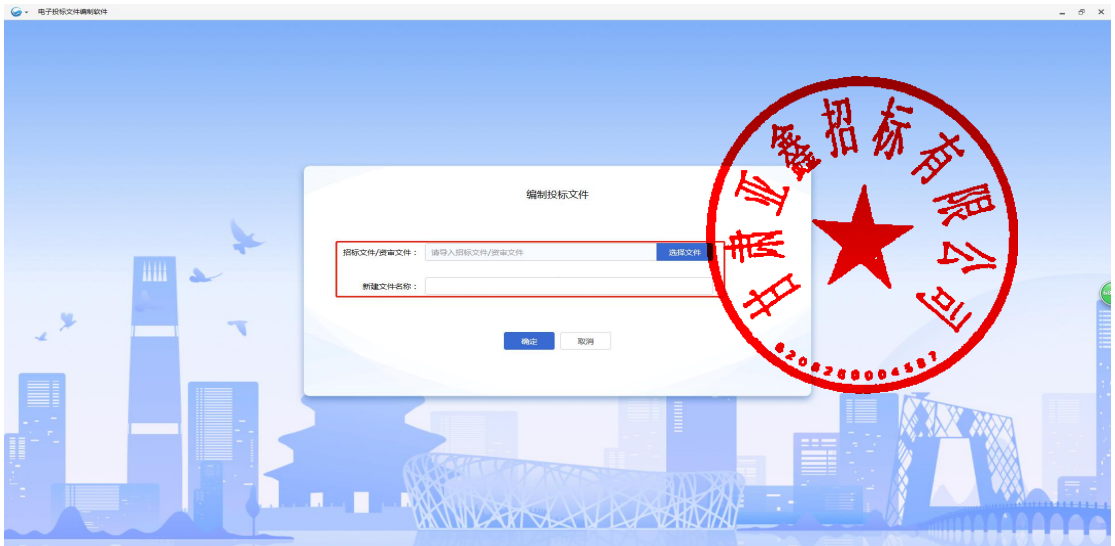 电子投标文件编制软件
编制投标文件
招标文件/资审文件：
请导入招标文件/资审文件
选择文件
新建文件名称：
确定
取消
甘肃亚鑫招标有限公司